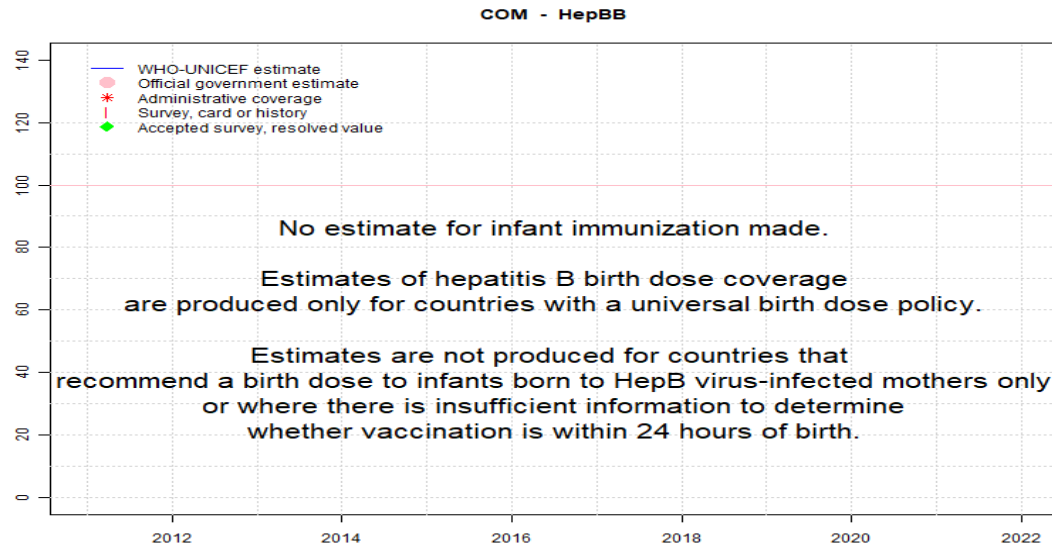 COM - HepBB
WHO-UNICEF estimate
Official government estimate
Administrative coverage
Survey, card or history
Accepted survey, resolved value
No estimate for infant immunization made.
Estimates of hepatitis B birth dose coverage
are produced only for countries with a universal birth dose policy.
Estimates are not produced for countries that
recommend a birth dose to infants born to HepB virus-infected mothers only
or where there is insufficient information to determine
whether vaccination is within 24 hours of birth.
140
120
100
80
60
40
20
0
2012 2014 2016 2018 2020 2022